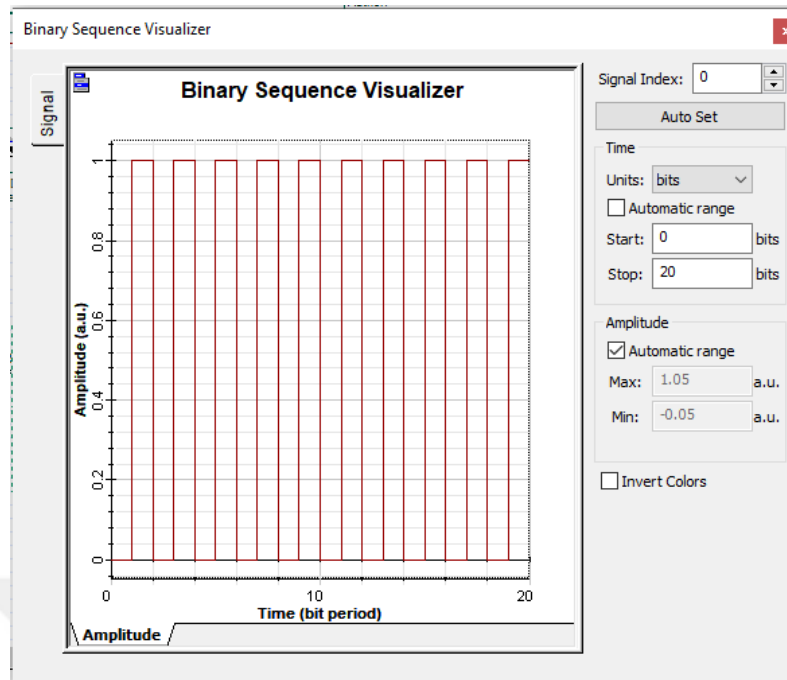 Binary Sequence Visualizer
Signal
Binary Sequence Visualizer
Amplitude (a.u.)
1
0.8
0.6
0.4
0.2
0
0 10 20
Time (bit period)
Amplitude
Signal Index: 0
Auto Set
Time
Units: bits
Automatic range
Start: 0 bits
Stop: 20 bits
Amplitude
Automatic range
Max: 1.05 a.u.
Min: -0.05 a.u.
Invert Colors